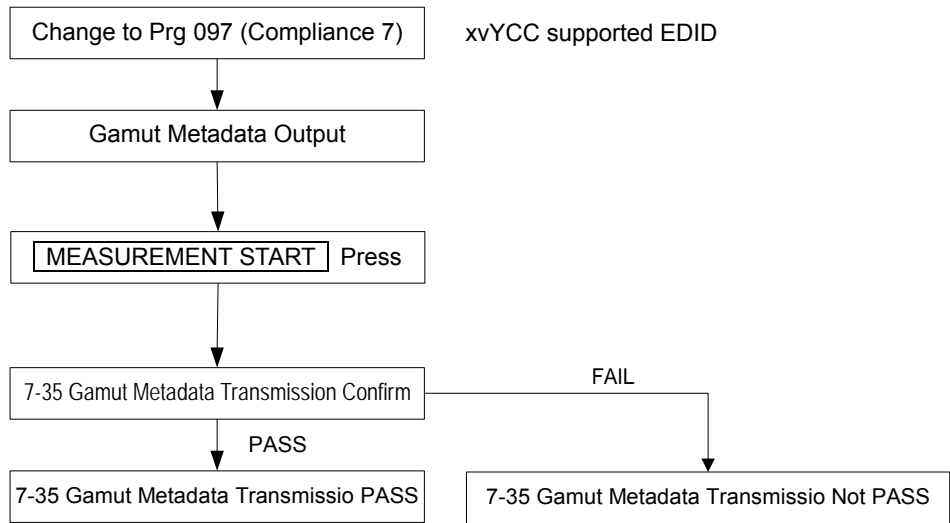 Change to Prg 097 (Compliance 7)
xvYCC supported EDID
Gamut Metadata Output
MEASUREMENT START Press
7-35 Gamut Metadata Transmission Confirm
FAIL
PASS
7-35 Gamut Metadata Transmissio PASS
7-35 Gamut Metadata Transmissio Not PASS